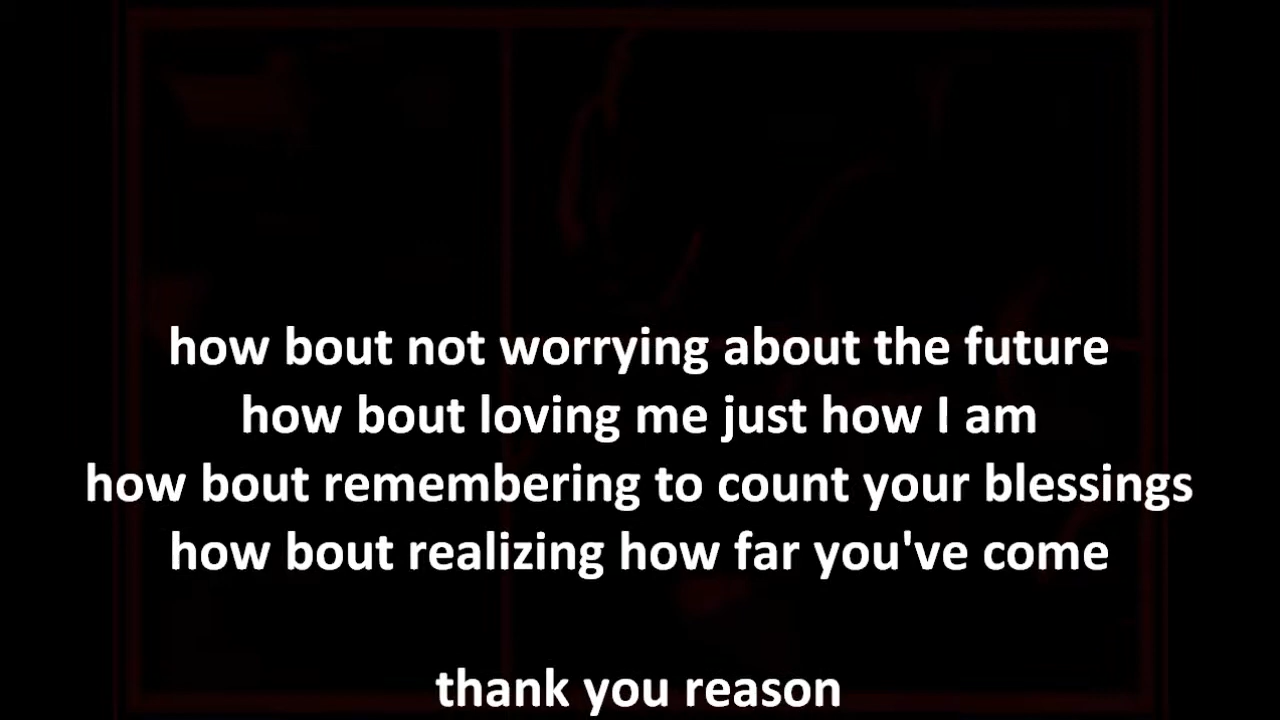 how bout not worrying about the future
how bout loving me just how I am
how bout remembering to count your blessings
how bout realizing how far you've come
thank you reason